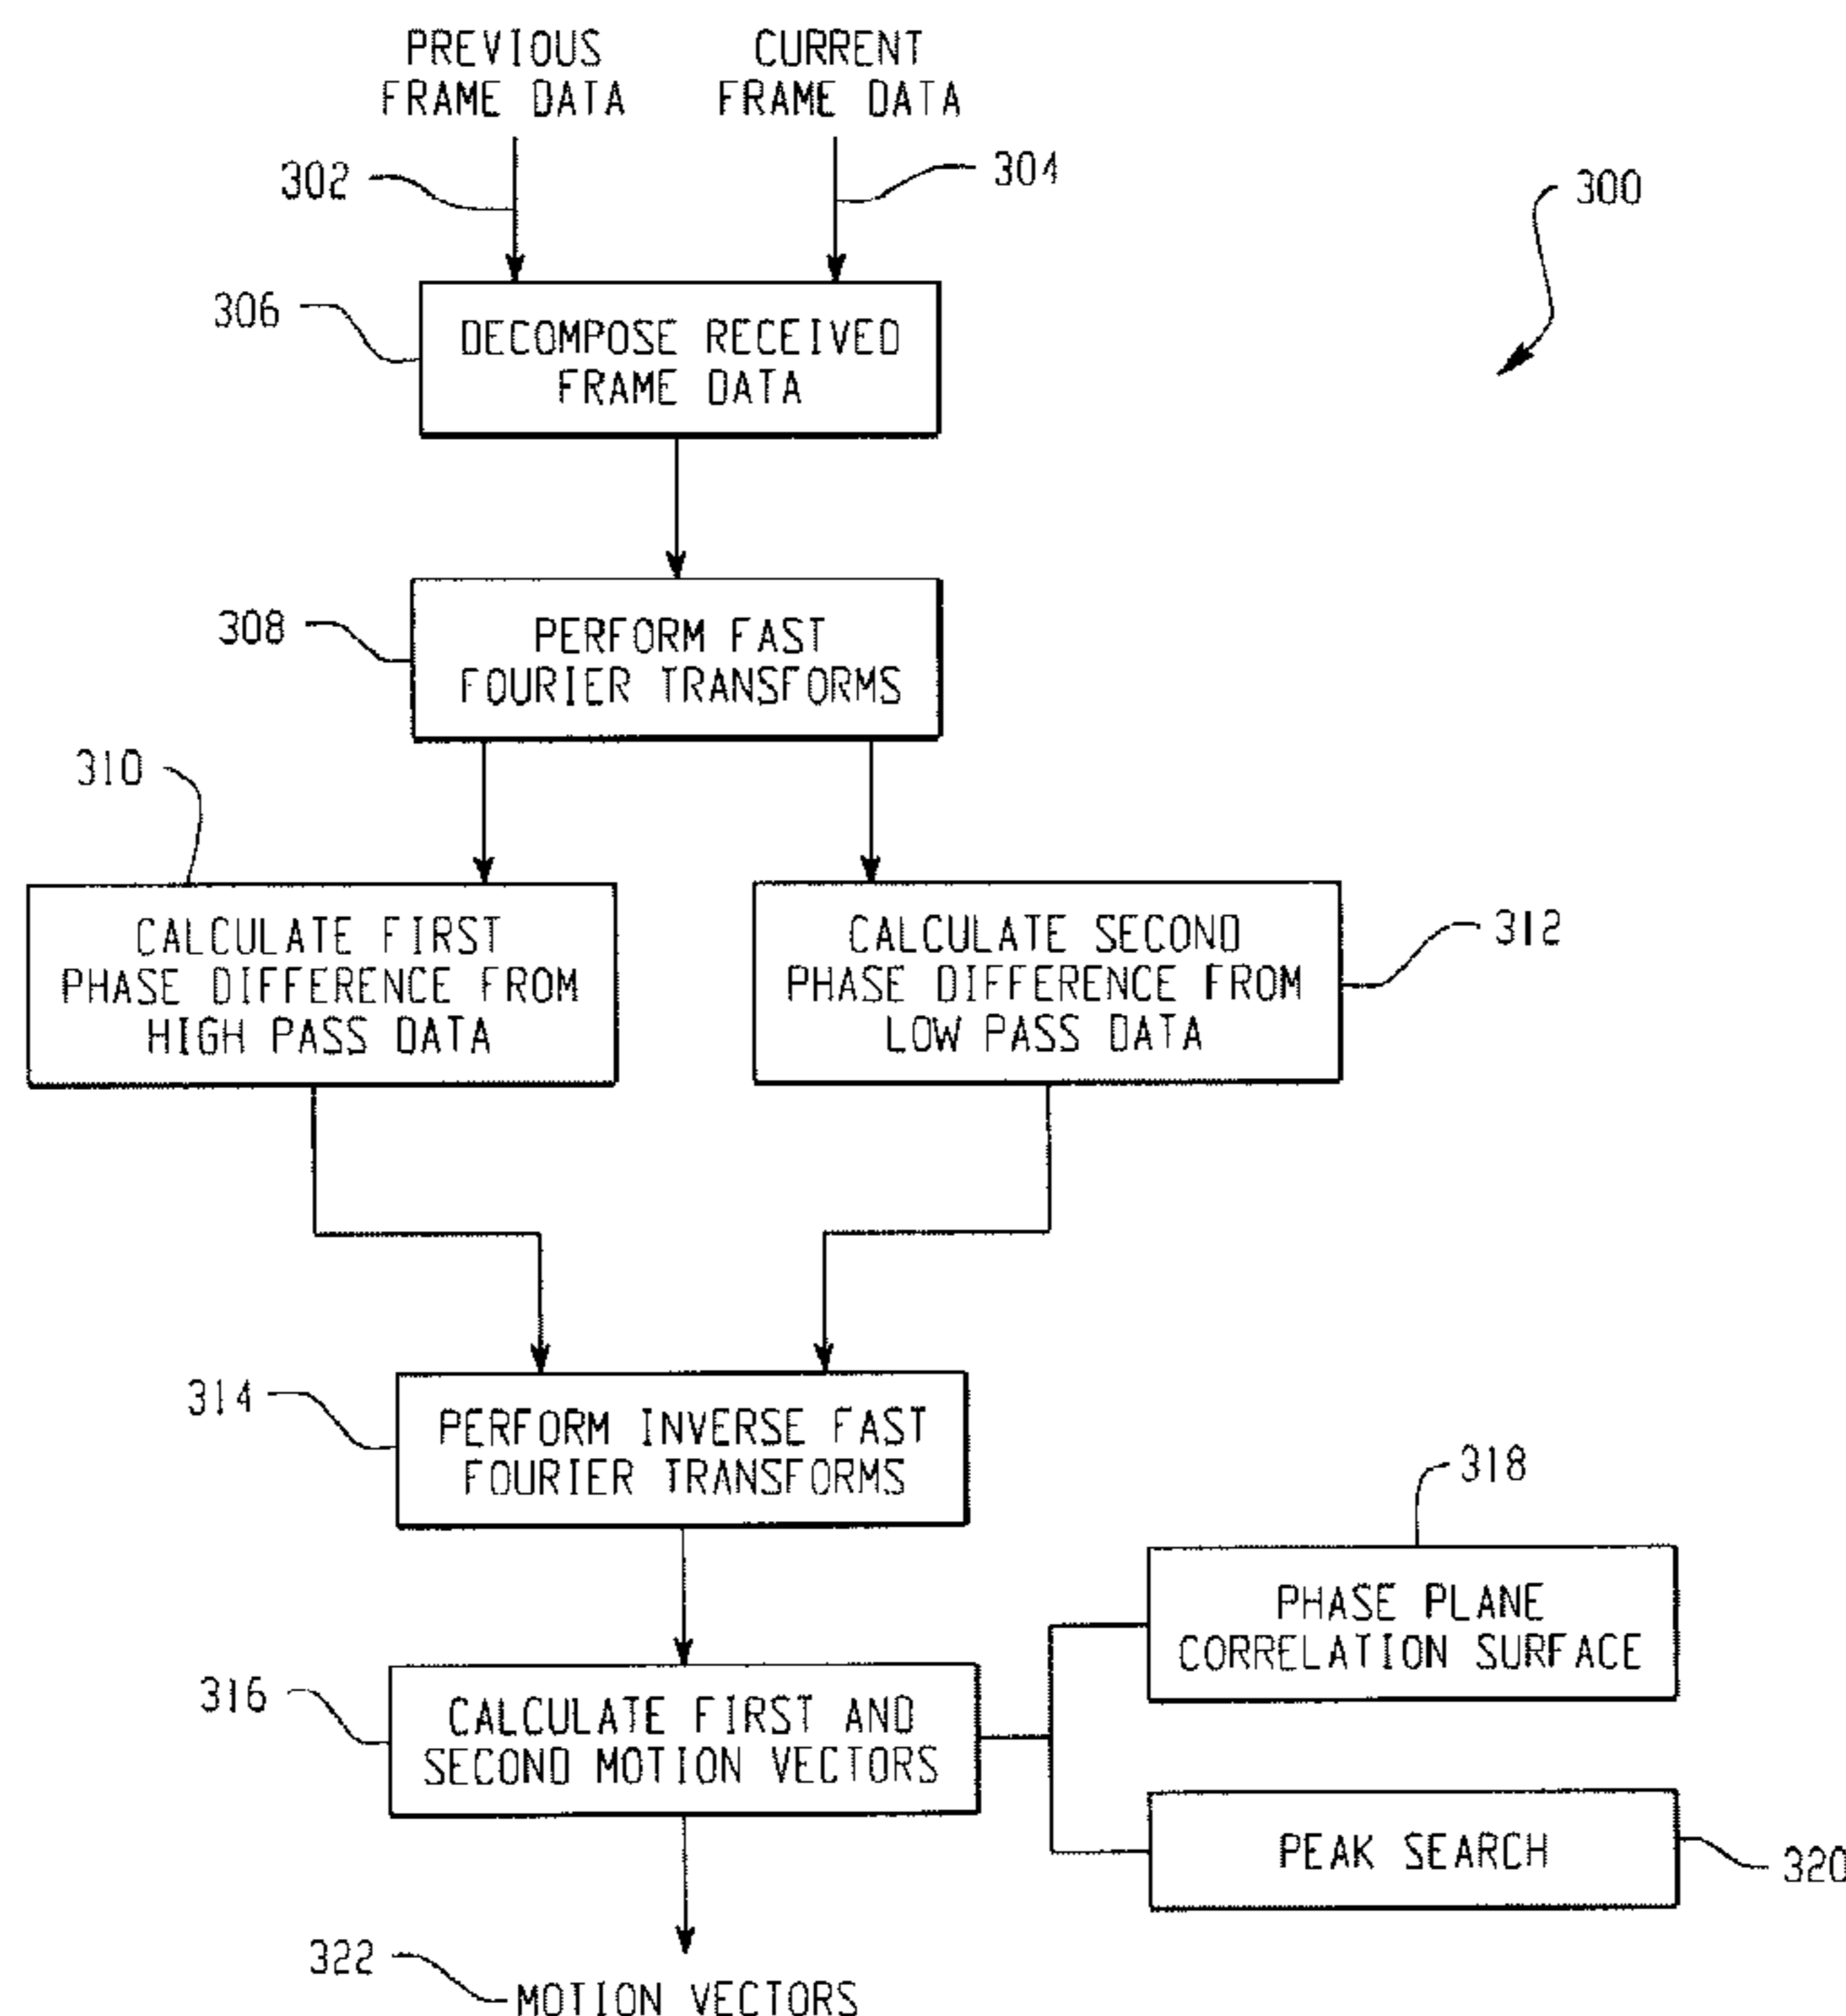 PREVIOUS
FRAME DATA
CURRENT
FRAME DATA
302
304
300
306
DECOMPOSE RECEIVED
FRAME DATA
308
PERFORM FAST
FOURIER TRANSFORMS
310
CALCULATE FIRST
PHASE DIFFERENCE FROM
HIGH PASS DATA
CALCULATE SECOND
PHASE DIFFERENCE FROM
LOW PASS DATA
312
314
PERFORM INVERSE FAST
FOURIER TRANSFORMS
318
PHASE PLANE
CORRELATION SURFACE
316
CALCULATE FIRST AND
SECOND MOTION VECTORS
PEAK SEARCH
320
322
MOTION VECTORS